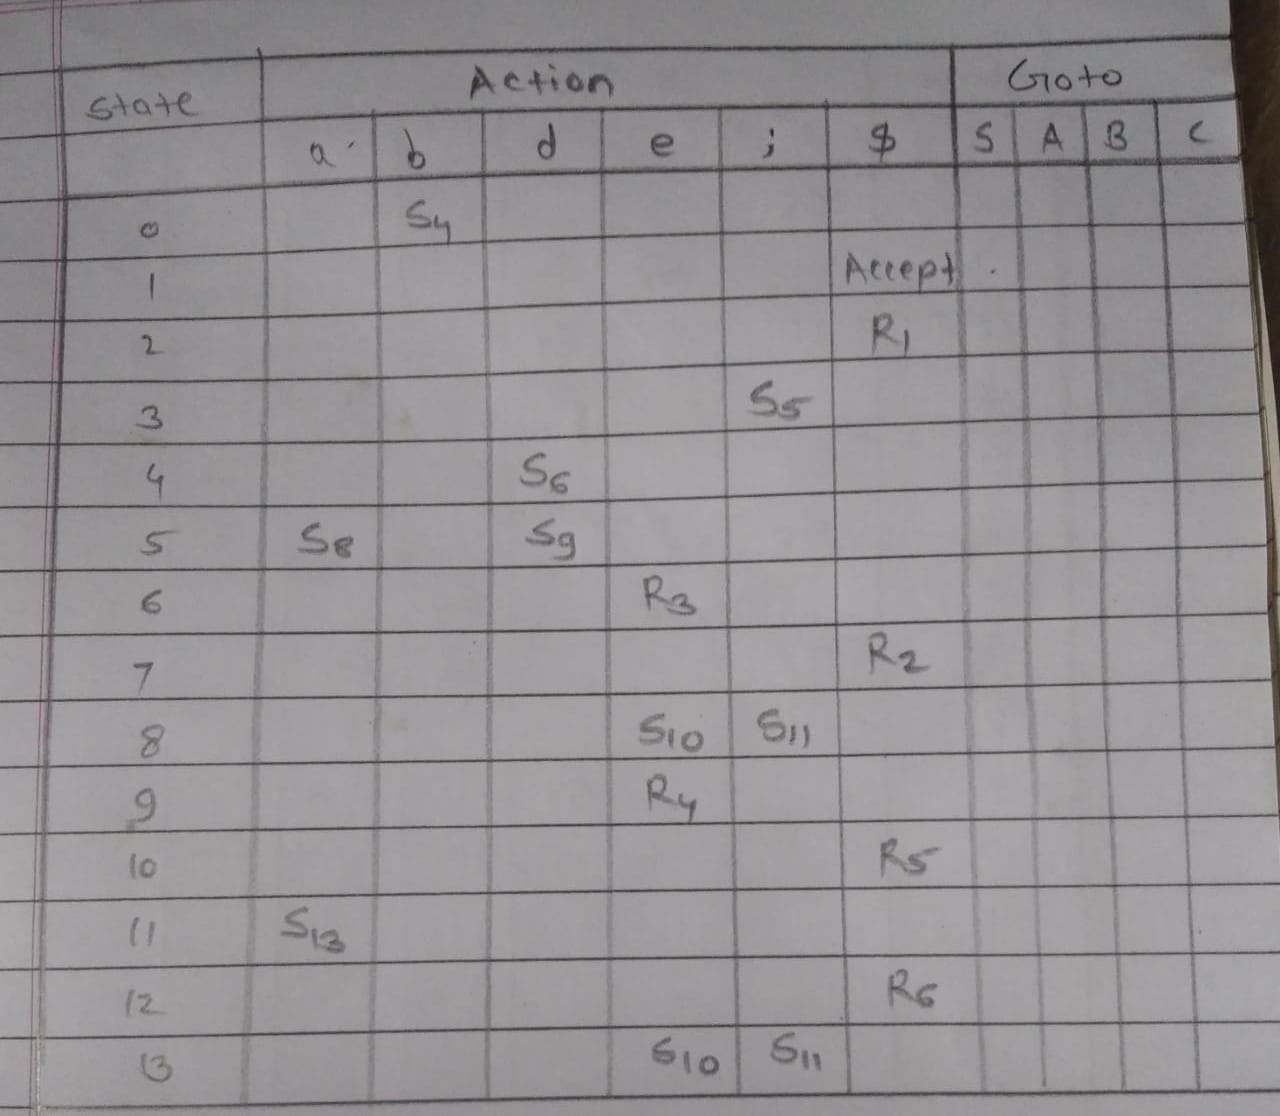 State Action Goto
a b d e ; $ S A B C
0 S4
1 Accept
2 R1
3 S5
4 S6
5 S8 S9
6 R3
7 R2
8 S10 S11
9 R4
10 R5
11 S13
12 R6
13 S10 S11